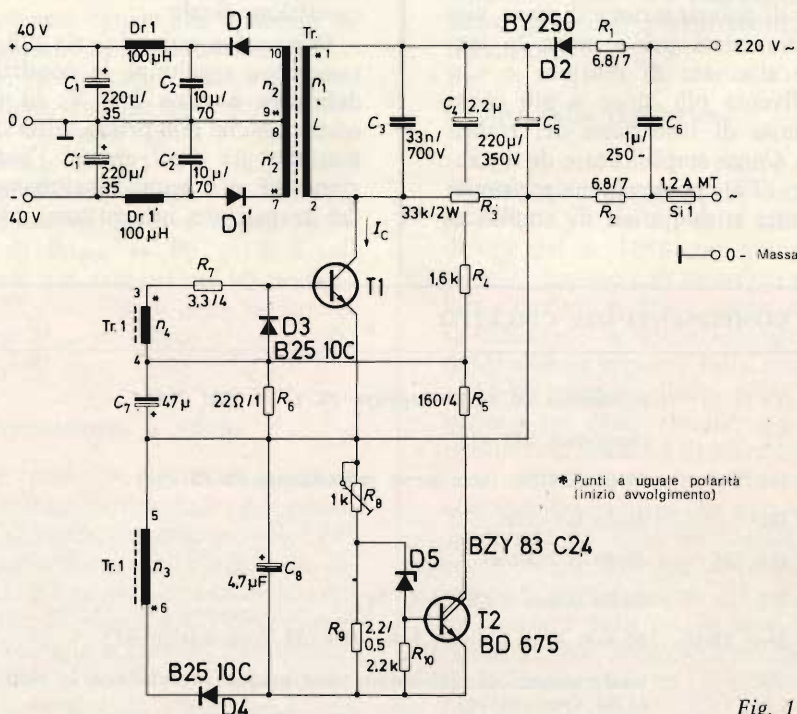 + 40 V
Dr 1
100 µH
D1
Tr.
BY 250
D2
R1
6,8/7
220 V ~
C1
220µ/
35
C2
10µ/
70
10
n2
9*
8
n2
*
7
* 1
n1
L
2
C3
33n/
700V
C4
2,2µ
220µ/
350V
C5
C6
1µ/
250~
0
C1'
220µ/
35
C2'
10µ/
70
- 40V
Dr 1'
100µH
D1'
33k/2W
R3
6,8/7
R2
1,2 A MT
Si 1
~
0 - Massa
IC
R7
3,3/4
T1
1,6 k
R4
3 *
Tr. 1
n4
4
D3
B25 10C
C7
47µ
22Ω/1
R6
160/4
R5
* Punti a uguale polarità
(inizio avvolgimento)
1k
R8
5
Tr. 1
n3
* 6
D5
BZY 83 C24
4,7µF
C8
R9
2,2/
0,5
2,2k
R10
T2
BD 675
B25 10C
D4
Fig. 1